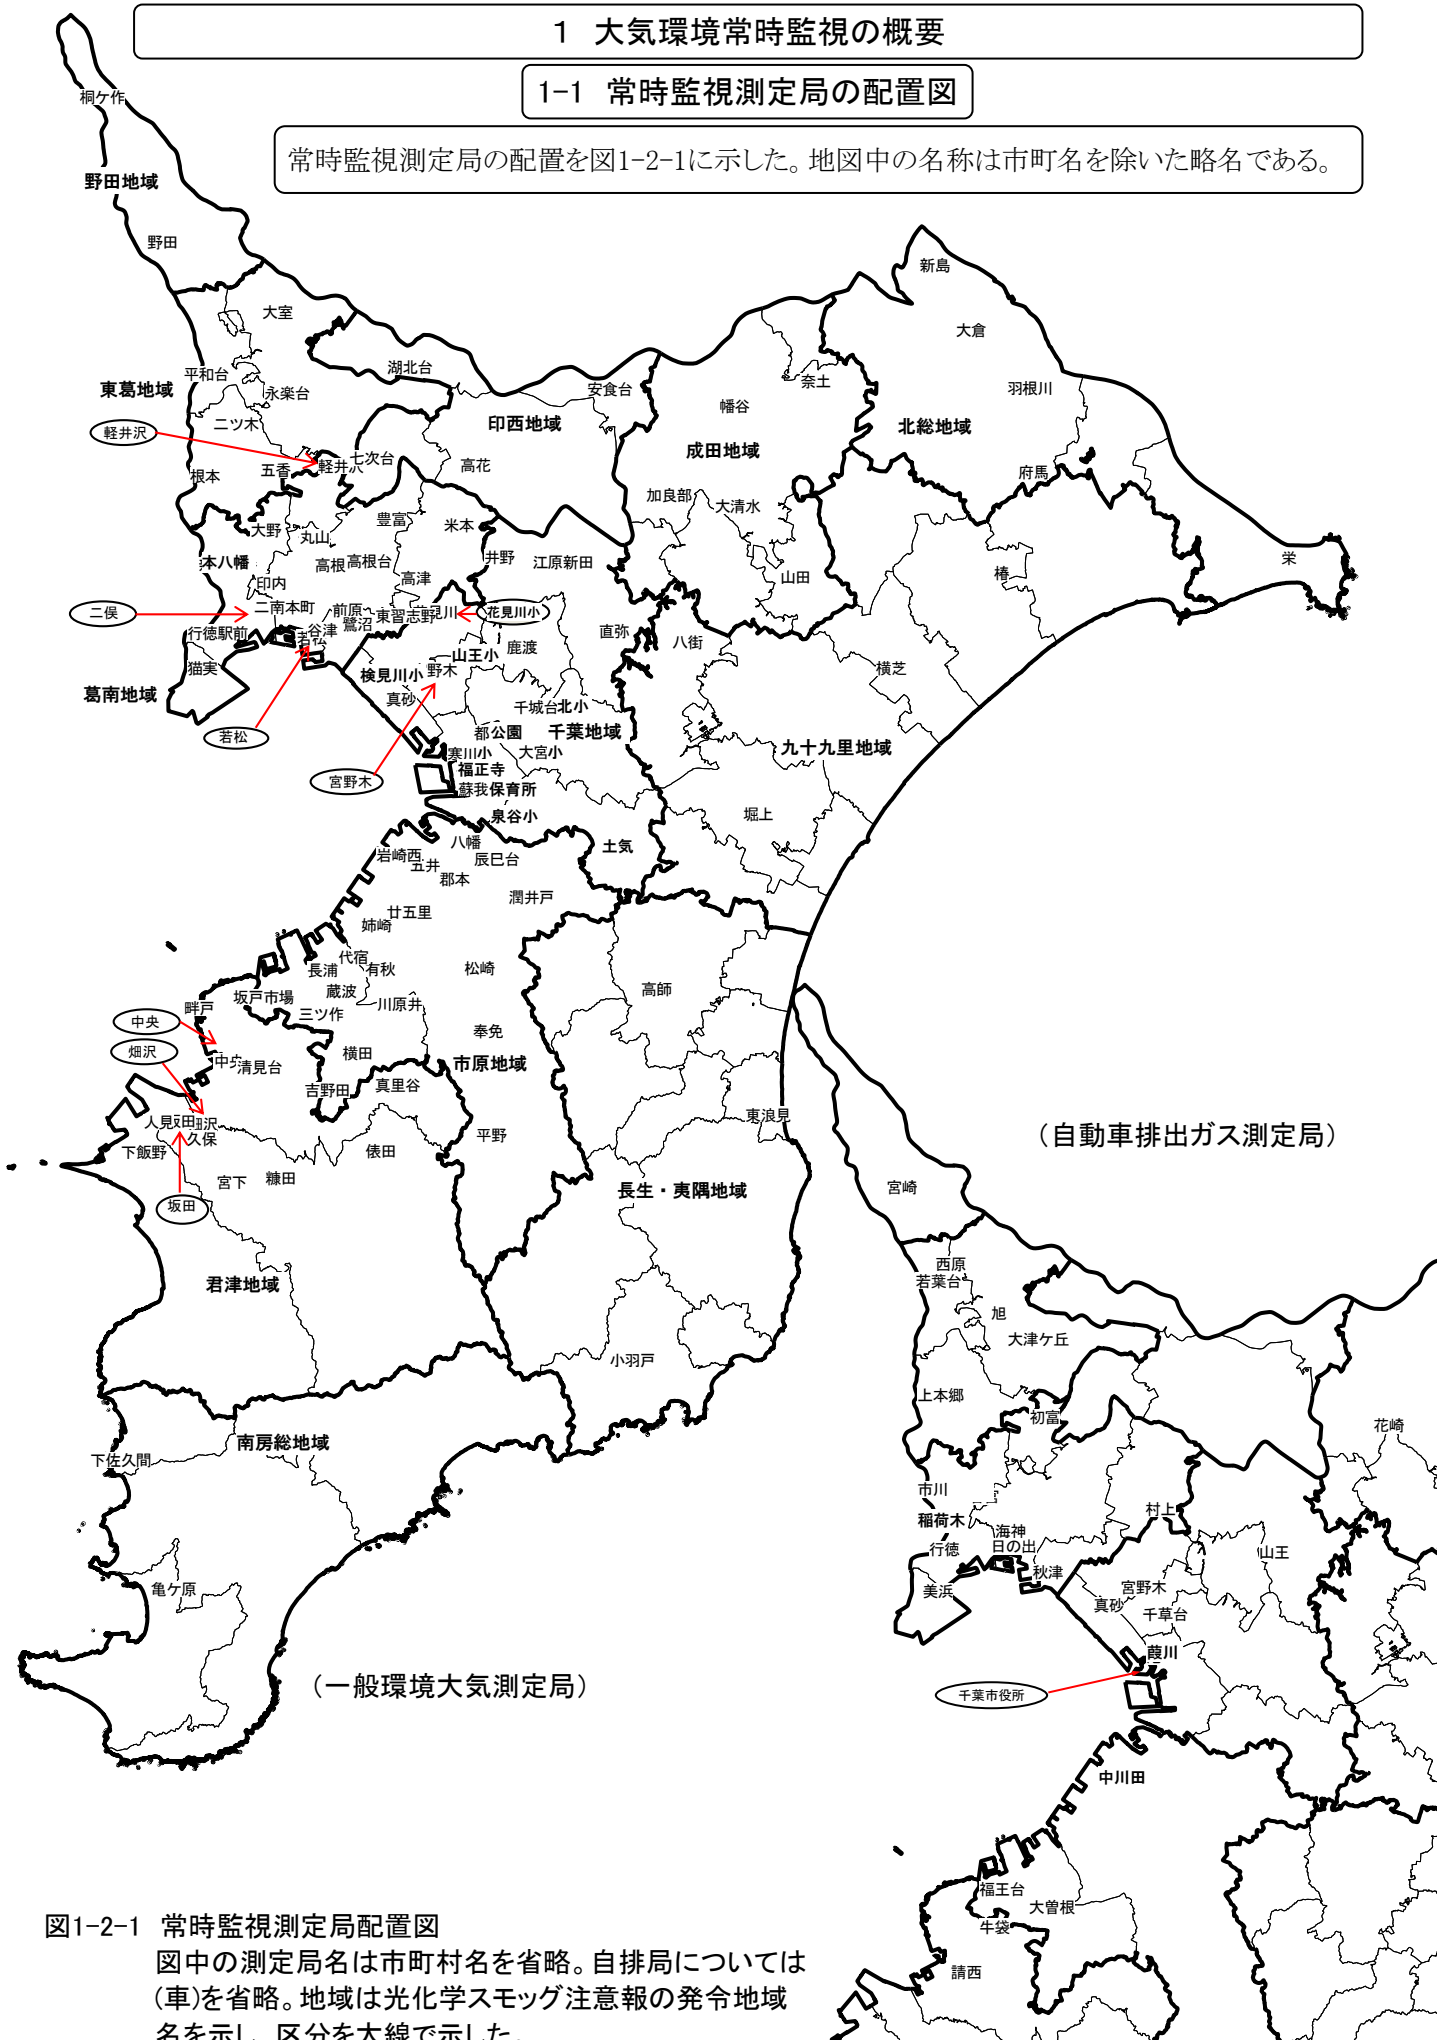 1 大気環境常時監視の概要
1-1 常時監視測定局の配置図
常時監視測定局の配置を図1-2-1に示した。地図中の名称は市町名を除いた略名である。
桐ケ作
野田地域
野田
新島
大室
大倉
湖北台
平和台
東葛地域
永楽台
安食台
奈土
幡谷
羽根川
二ツ木
印西地域
北総地域
軽井沢
成田地域
七次台
五香
高花
根本
府馬
加良部
大清水
豊富
米本
大野
丸山
本八幡
高根
高根台
井野
江原新田
栄
印内
高津
山田
椿
二俣
二南本町
前原
東習志野
花見川小
谷津
鷺沼
行徳駅前
直弥
八街
猫実
山王小
鹿渡
検見川小
野木
横芝
葛南地域
真砂
千城台北小
若松
都公園
千葉地域
寒川小
大宮小
九十九里地域
宮野木
福正寺
蘇我保育所
泉谷小
堀上
八幡
土気
岩崎西
五井
辰巳台
郡本
潤井戸
廿五里
姉崎
代宿
長浦
有秋
松崎
蔵波
高師
坂戸市場
川原井
畔戸
三ツ作
中央
奉免
畑沢
横田
市原地域
清見台
吉野田
真里谷
東浪見
人見
久保
平野
下飯野
俵田
宮下
糠田
長生・夷隅地域
坂田
君津地域
小羽戸
南房総地域
下佐久間
亀ケ原
(一般環境大気測定局)
(自動車排出ガス測定局)
宮崎
西原
若葉台
旭
大津ケ丘
上本郷
初富
花崎
市川
村上
稲荷木
海神
日の出
行徳
山王
秋津
美浜
宮野木
真砂
千草台
葭川
千葉市役所
中川田
福王台
大曽根
牛袋
請西
図1-2-1 常時監視測定局配置図
図中の測定局名は市町村名を省略。自排局については
(車)を省略。地域は光化学スモッグ注意報の発令地域
名を示し、区分を太線で示した。